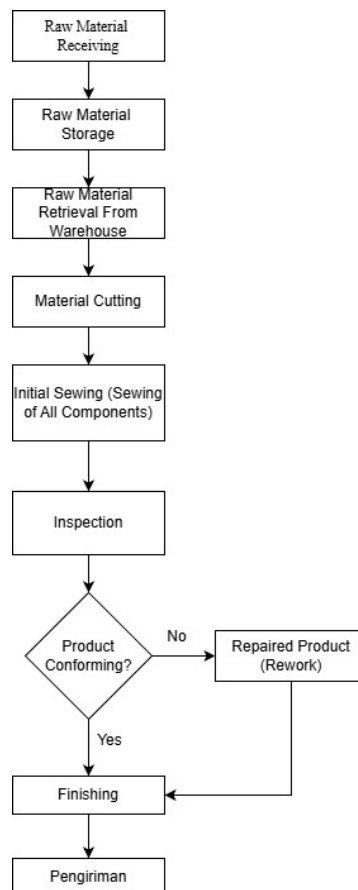 Raw Material
Receiving
Raw Material
Storage
Raw Material
Retrieval From
Warehouse
Material Cutting
Initial Sewing (Sewing
of All Components)
Inspection
Product
Conforming?
No
Repaired Product
(Rework)
Yes
Finishing
Pengiriman